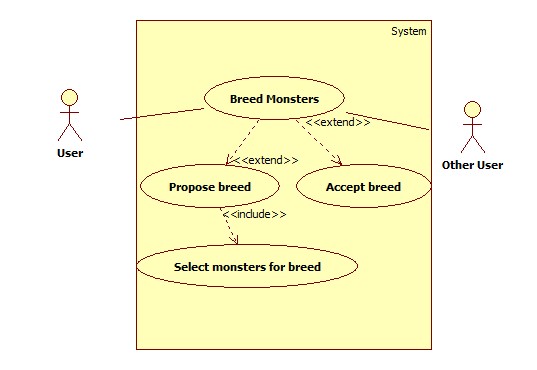 System
Breed Monsters
<<extend>>
User
Other User
<<extend>>
Propose breed
Accept breed
<<include>>
Select monsters for breed